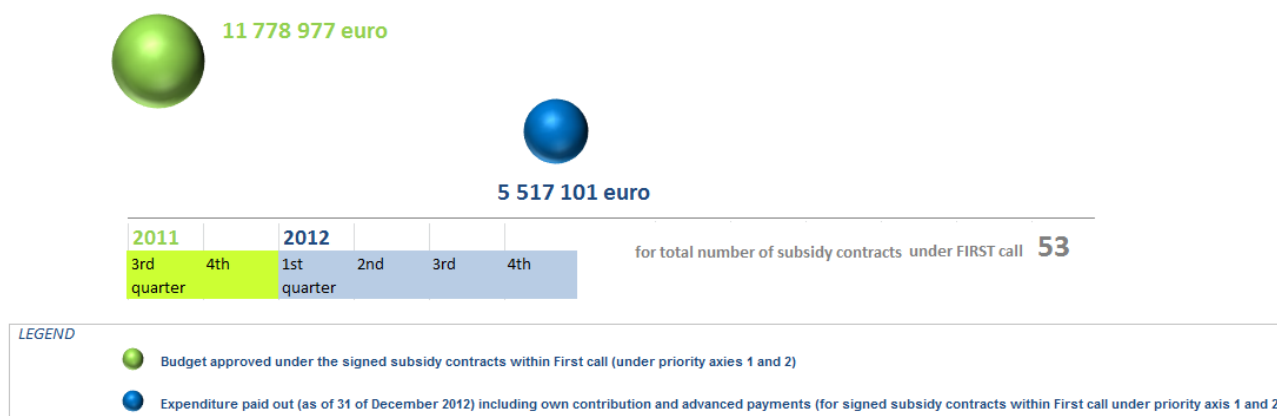 11 778 977 euro
5 517 101 euro
2011 2012
3rd 4th 1st 2nd 3rd 4th
quarter quarter
for total number of subsidy contracts under FIRST call 53
LEGEND
Budget approved under the signed subsidy contracts within First call (under priority axies 1 and 2)
Expenditure paid out (as of 31 of December 2012) including own contribution and advanced payments (for signed subsidy contracts within First call under priority axis 1 and 2